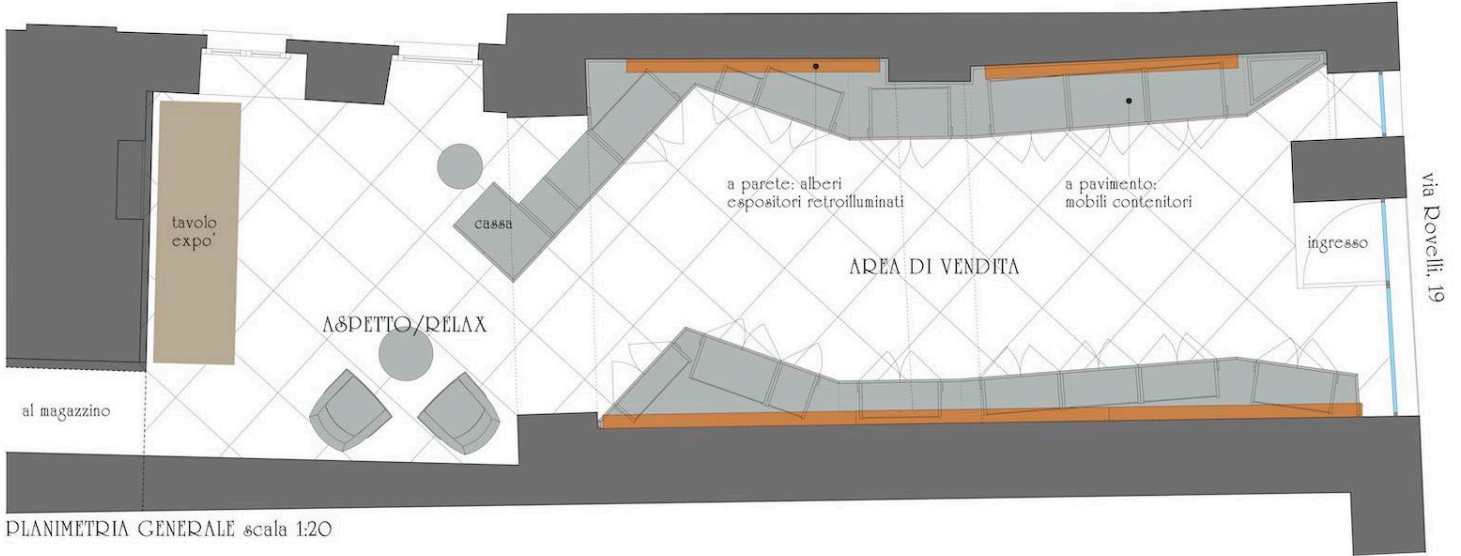 a parete: alberi
espositori retroilluminati
a pavimento:
mobili contenitori
via Rovelli, 19
tavolo
expo'
cassa
ingresso
AREA DI VENDITA
ASPETTO/RELAX
al magazzino
PLANIMETRIA GENERALE scala 1:20